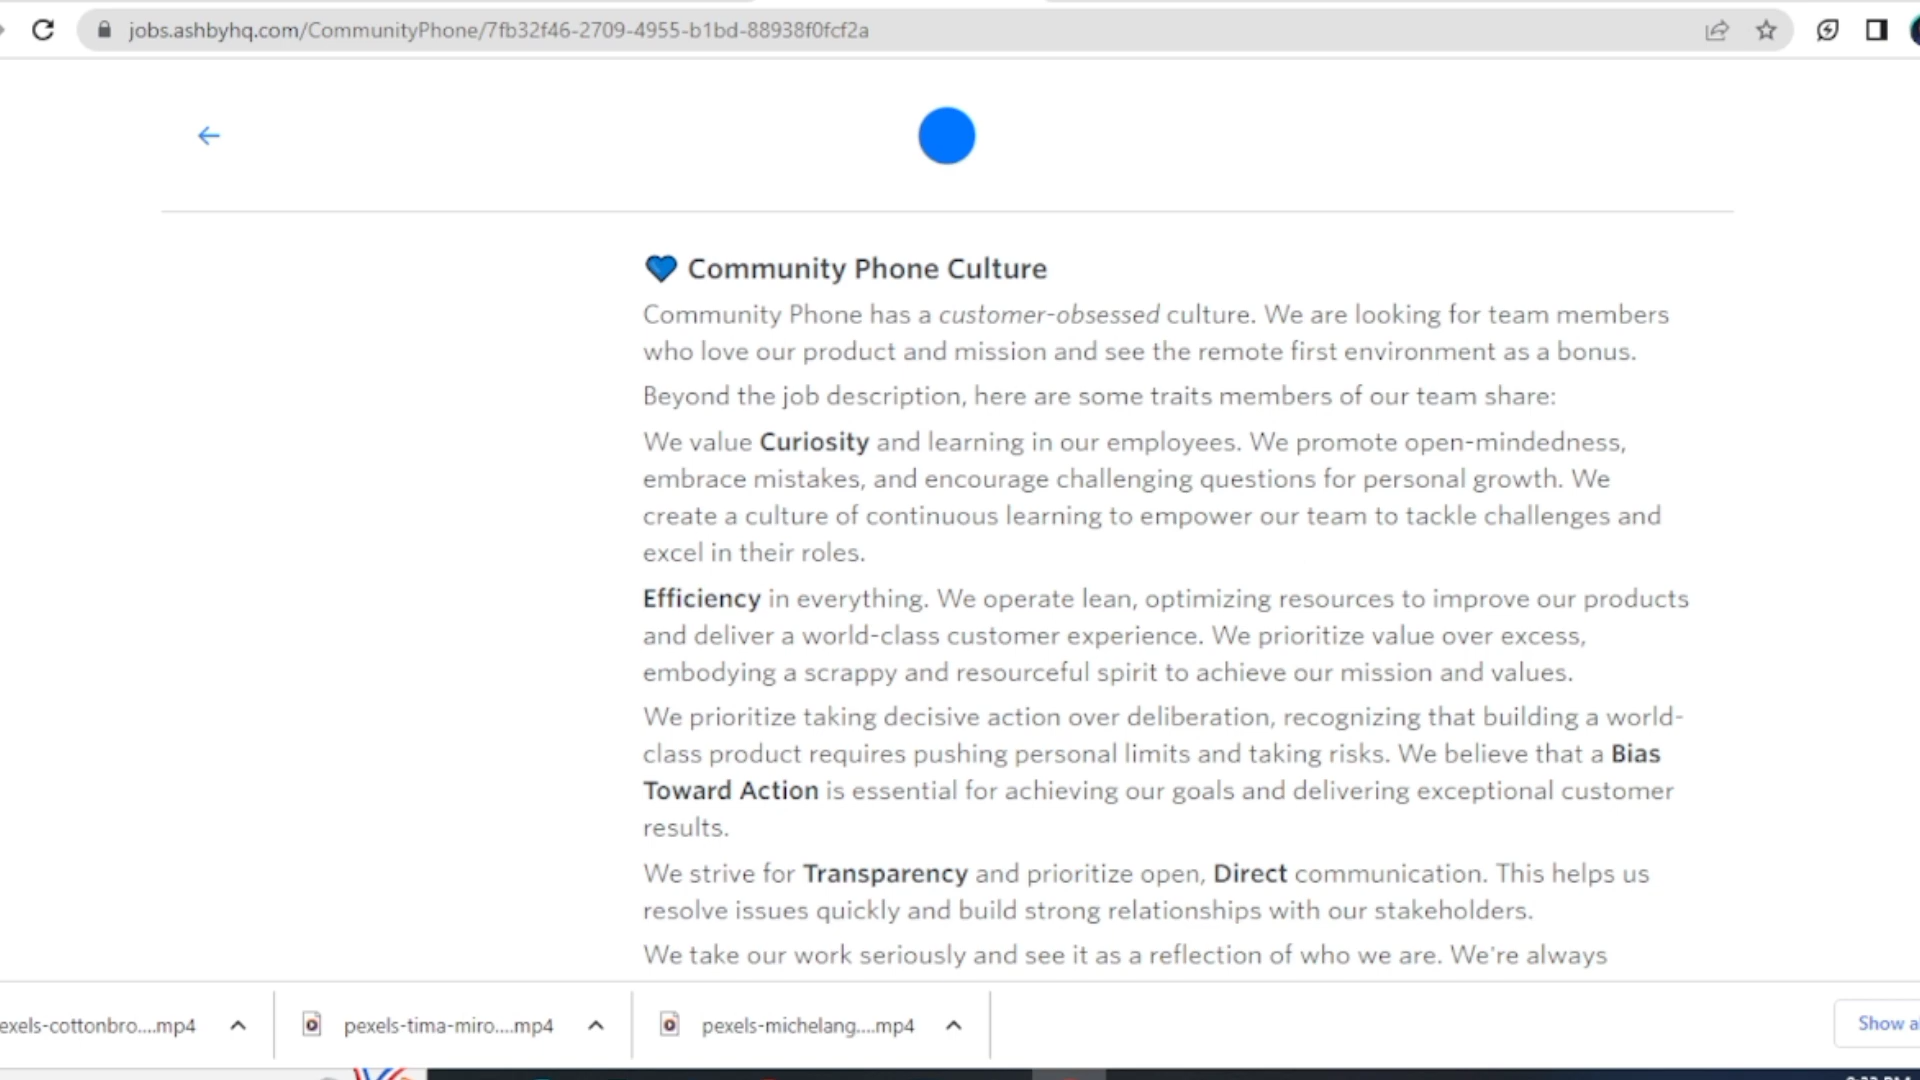 jobs.ashbyhq.com/CommunityPhone/7fb32f46-2709-4955-b1bd-88938f0fcf2a
Community Phone Culture
Community Phone has a customer-obsessed culture. We are looking for team members
who love our product and mission and see the remote first environment as a bonus.
Beyond the job description, here are some traits members of our team share:
We value Curiosity and learning in our employees. We promote open-mindedness,
embrace mistakes, and encourage challenging questions for personal growth. We
create a culture of continuous learning to empower our team to tackle challenges and
excel in their roles.
Efficiency in everything. We operate lean, optimizing resources to improve our products
and deliver a world-class customer experience. We prioritize value over excess,
embodying a scrappy and resourceful spirit to achieve our mission and values.
We prioritize taking decisive action over deliberation, recognizing that building a world-
class product requires pushing personal limits and taking risks. We believe that a Bias
Toward Action is essential for achieving our goals and delivering exceptional customer
results.
We strive for Transparency and prioritize open, Direct communication. This helps us
resolve issues quickly and build strong relationships with our stakeholders.
We take our work seriously and see it as a reflection of who we are. We're always
exels-cottonbro....mp4 pexels-tima-miro....mp4 pexels-michelang....mp4 Show a